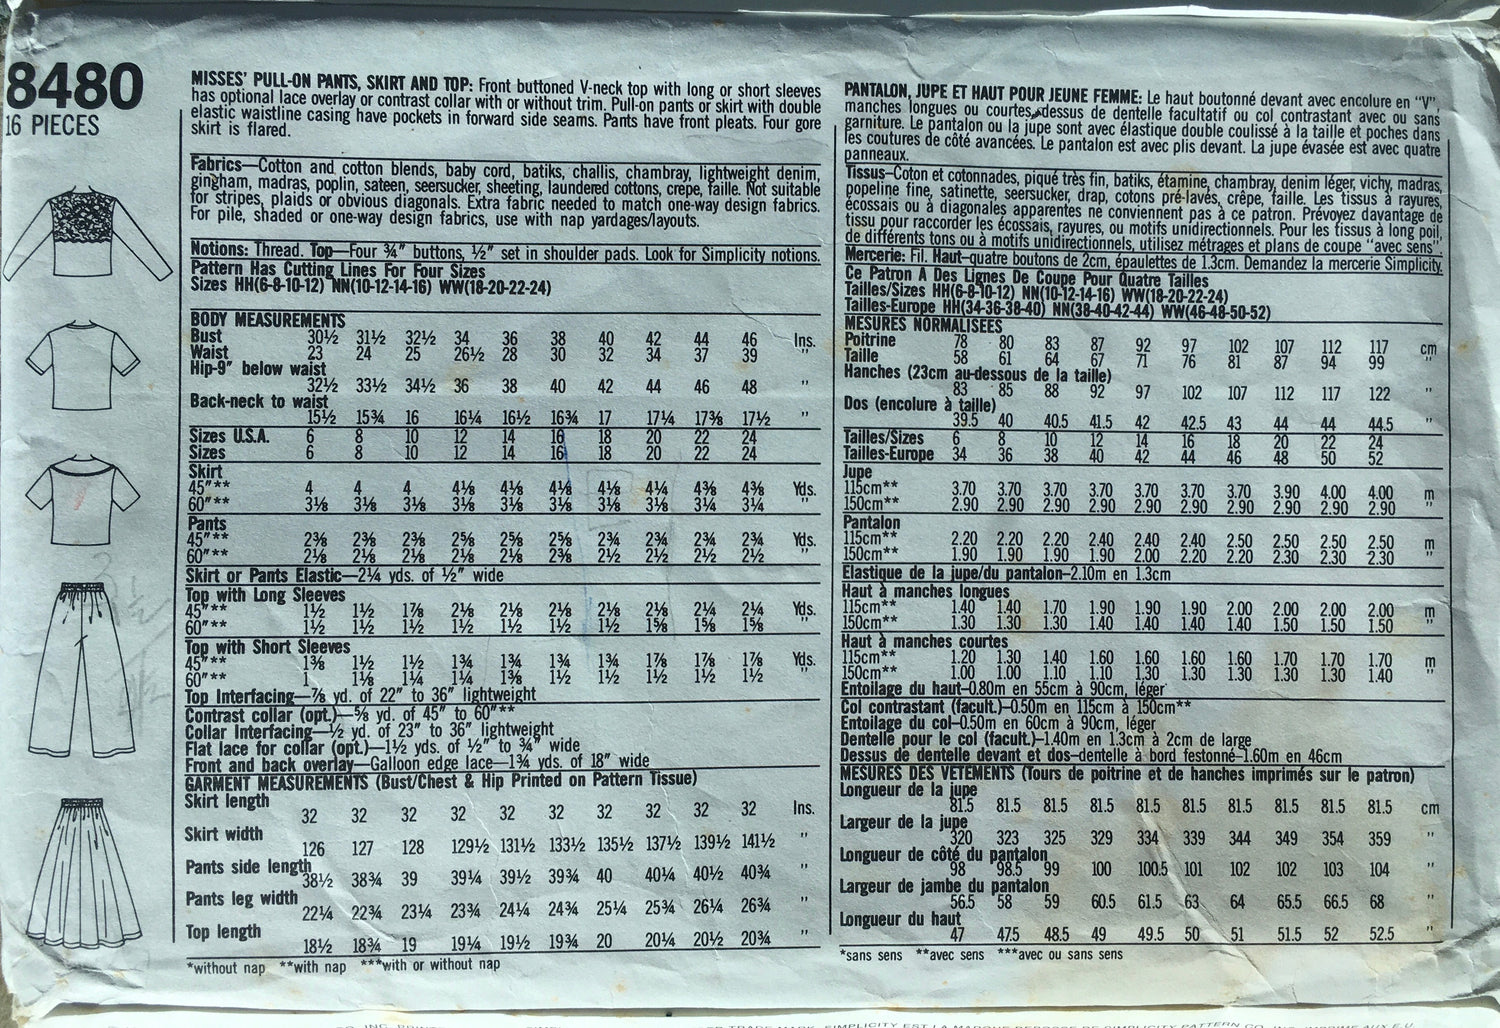 8480
16 PIECES
MISSES' PULL-ON PANTS, SKIRT AND TOP: Front buttoned V-neck top with long or short sleeves
has optional lace overlay or contrast collar with or without trim. Pull-on pants or skirt with double
elastic waistline casing have pockets in forward side seams. Pants have front pleats. Four gore
skirt is flared.
Fabrics—Cotton and cotton blends, baby cord, batiks, challis, chambray, lightweight denim,
gingham, madras, poplin, sateen, seersucker, sheeting, laundered cottons, crepe, faille. Not suitable
for stripes, plaids or obvious diagonals. Extra fabric needed to match one-way design fabrics.
For pile, shaded or one-way design fabrics, use with nap yardages/layouts.
Notions: Thread. Top—Four ¾" buttons, ½" set in shoulder pads. Look for Simplicity notions.
Pattern Has Cutting Lines For Four Sizes
Sizes HH(6-8-10-12) NN(10-12-14-16) WW(18-20-22-24)
BODY MEASUREMENTS
Bust 30½ 31½ 32½ 34 36 38 40 42 44 46 Ins.
Waist 23 24 25 26½ 28 30 32 34 37 39 "
Hip-9" below waist
32½ 33½ 34½ 36 38 40 42 44 46 48 "
Back-neck to waist
15½ 15¾ 16 16¼ 16½ 16¾ 17 17¼ 17⅜ 17½ "
Sizes U.S.A. 6 8 10 12 14 16 18 20 22 24
Sizes 6 8 10 12 14 16 18 20 22 24
Skirt
45"** 4 4 4 4⅛ 4⅛ 4⅛ 4⅛ 4¼ 4⅜ 4⅜ Yds.
60"** 3⅛ 3⅛ 3⅛ 3⅛ 3⅛ 3⅛ 3⅛ 3⅛ 3¼ 3¼ "
Pants
45"** 2⅜ 2⅜ 2⅜ 2⅝ 2⅝ 2⅝ 2¾ 2¾ 2¾ 2¾ Yds.
60"** 2⅛ 2⅛ 2⅛ 2⅛ 2⅛ 2⅜ 2½ 2½ 2½ 2½ "
Skirt or Pants Elastic—2¼ yds. of ½" wide
Top with Long Sleeves
45"** 1½ 1½ 1⅞ 2⅛ 2⅛ 2⅛ 2⅛ 2⅛ 2¼ 2¼ Yds.
60"** 1½ 1½ 1½ 1½ 1½ 1½ 1½ 1⅝ 1⅝ 1⅝ "
Top with Short Sleeves
45"** 1⅜ 1½ 1½ 1¾ 1¾ 1¾ 1¾ 1⅞ 1⅞ 1⅞ Yds.
60"** 1 1⅛ 1¼ 1¼ 1⅜ 1½ 1½ 1½ 1½ 1½ "
Top Interfacing—⅞ yd. of 22" to 36" lightweight
Contrast collar (opt.)—⅝ yd. of 45" to 60"**
Collar Interfacing—½ yd. of 23" to 36" lightweight
Flat lace for collar (opt.)—1½ yds. of ½" to ¾" wide
Front and back overlay—Galloon edge lace—1¾ yds. of 18" wide
GARMENT MEASUREMENTS (Bust/Chest & Hip Printed on Pattern Tissue)
Skirt length
32 32 32 32 32 32 32 32 32 32 Ins.
Skirt width
126 127 128 129½ 131½ 133½ 135½ 137½ 139½ 141½ "
Pants side length
38½ 38¾ 39 39¼ 39½ 39¾ 40 40¼ 40½ 40¾ "
Pants leg width
22¼ 22¾ 23¼ 23¾ 24¼ 24¾ 25¼ 25¾ 26¼ 26¾ "
Top length
18½ 18¾ 19 19¼ 19½ 19¾ 20 20¼ 20½ 20¾ "
*without nap **with nap ***with or without nap
PANTALON, JUPE ET HAUT POUR JEUNE FEMME: Le haut boutonné devant avec encolure en "V",
manches longues ou courtes, dessus de dentelle facultatif ou col contrastant avec ou sans
garniture. Le pantalon ou la jupe sont avec élastique double coulissé à la taille et poches dans
les coutures de côté avancées. Le pantalon est avec plis devant. La jupe évasée est avec quatre
panneaux.
Tissus-Coton et cotonnades, piqué très fin, batiks, étamine, chambray, denim léger, vichy, madras,
popeline fine, satinette, seersucker, drap, cotons pré-lavés, crêpe, faille. Les tissus à rayures,
écossais ou à diagonales apparentes ne conviennent pas à ce patron. Prévoyez davantage de
tissu pour raccorder les écossais, rayures, ou motifs unidirectionnels. Pour les tissus à long poil,
de différents tons ou à motifs unidirectionnels, utilisez métrages et plans de coupe "avec sens".
Mercerie: Fil. Haut-quatre boutons de 2cm, épaulettes de 1.3cm. Demandez la mercerie Simplicity.
Ce Patron A Des Lignes De Coupe Pour Quatre Tailles
Tailles/Sizes HH(6-8-10-12) NN(10-12-14-16) WW(18-20-22-24)
Tailles-Europe HH(34-36-38-40) NN(38-40-42-44) WW(46-48-50-52)
MESURES NORMALISÉES
Poitrine 78 80 83 87 92 97 102 107 112 117 cm
Taille 58 61 64 67 71 76 81 87 94 99 "
Hanches (23cm au-dessous de la taille)
83 85 88 92 97 102 107 112 117 122 "
Dos (encolure à taille)
39.5 40 40.5 41.5 42 42.5 43 44 44 44.5 "
Tailles/Sizes 6 8 10 12 14 16 18 20 22 24
Tailles-Europe 34 36 38 40 42 44 46 48 50 52
Jupe
115cm** 3.70 3.70 3.70 3.70 3.70 3.70 3.70 3.90 4.00 4.00 m
150cm** 2.90 2.90 2.90 2.90 2.90 2.90 2.90 2.90 2.90 2.90 "
Pantalon
115cm** 2.20 2.20 2.20 2.40 2.40 2.40 2.50 2.50 2.50 2.50 m
150cm** 1.90 1.90 1.90 1.90 2.00 2.20 2.20 2.30 2.30 2.30 "
Elastique de la jupe/du pantalon-2.10m en 1.3cm
Haut à manches longues
115cm** 1.40 1.40 1.70 1.90 1.90 1.90 2.00 2.00 2.00 2.00 m
150cm** 1.30 1.30 1.30 1.40 1.40 1.40 1.40 1.50 1.50 1.50 "
Haut à manches courtes
115cm** 1.20 1.30 1.40 1.60 1.60 1.60 1.60 1.70 1.70 1.70 m
150cm** 1.00 1.00 1.10 1.10 1.30 1.30 1.30 1.30 1.30 1.40 "
Entoilage du haut-0.80m en 55cm à 90cm, léger
Col contrastant (facult.)-0.50m en 115cm à 150cm**
Entoilage du col-0.50m en 60cm à 90cm, léger
Dentelle pour le col (facult.)-1.40m en 1.3cm à 2cm de large
Dessus de dentelle devant et dos-dentelle à bord festonné-1.60m en 46cm
MESURES DES VETEMENTS (Tours de poitrine et de hanches imprimés sur le patron)
Longueur de la jupe
81.5 81.5 81.5 81.5 81.5 81.5 81.5 81.5 81.5 81.5 cm
Largeur de la jupe
320 323 325 329 334 339 344 349 354 359 "
Longueur de côté du pantalon
98 98.5 99 100 100.5 101 102 102 103 104 "
Largeur de jambe du pantalon
56.5 58 59 60.5 61.5 63 64 65.5 66.5 68 "
Longueur du haut
47 47.5 48.5 49 49.5 50 51 51.5 52 52.5 "
*sans sens **avec sens ***avec ou sans sens